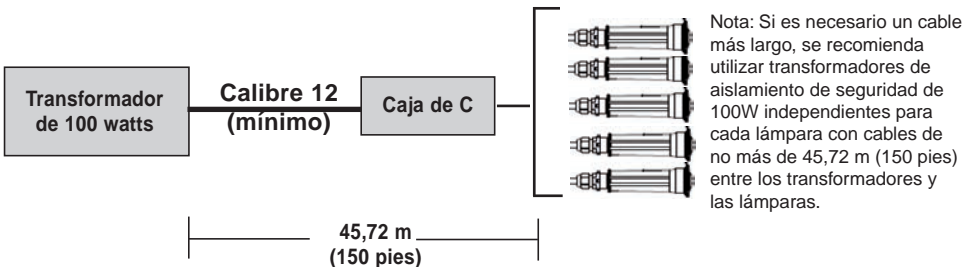 Transformador
de 100 watts
Calibre 12
(mínimo)
Caja de C
45,72 m
(150 pies)
Nota: Si es necesario un cable
más largo, se recomienda
utilizar transformadores de
aislamiento de seguridad de
100W independientes para
cada lámpara con cables de
no más de 45,72 m (150 pies)
entre los transformadores y
las lámparas.